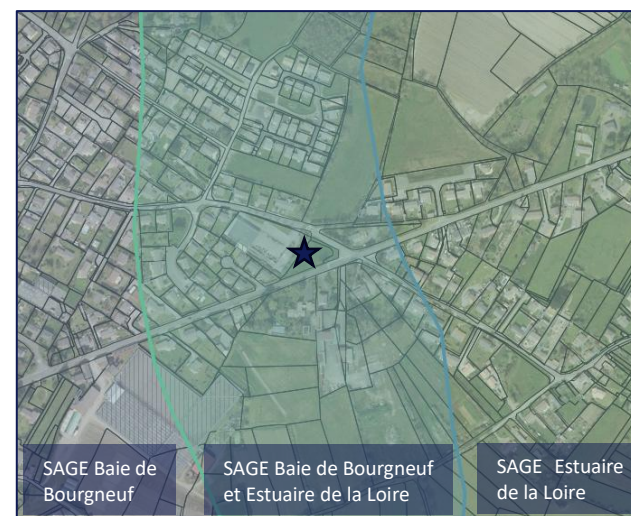 SAGE Baie de
Bourgneuf
SAGE Baie de Bourgneuf
et Estuaire de la Loire
SAGE Estuaire
de la Loire